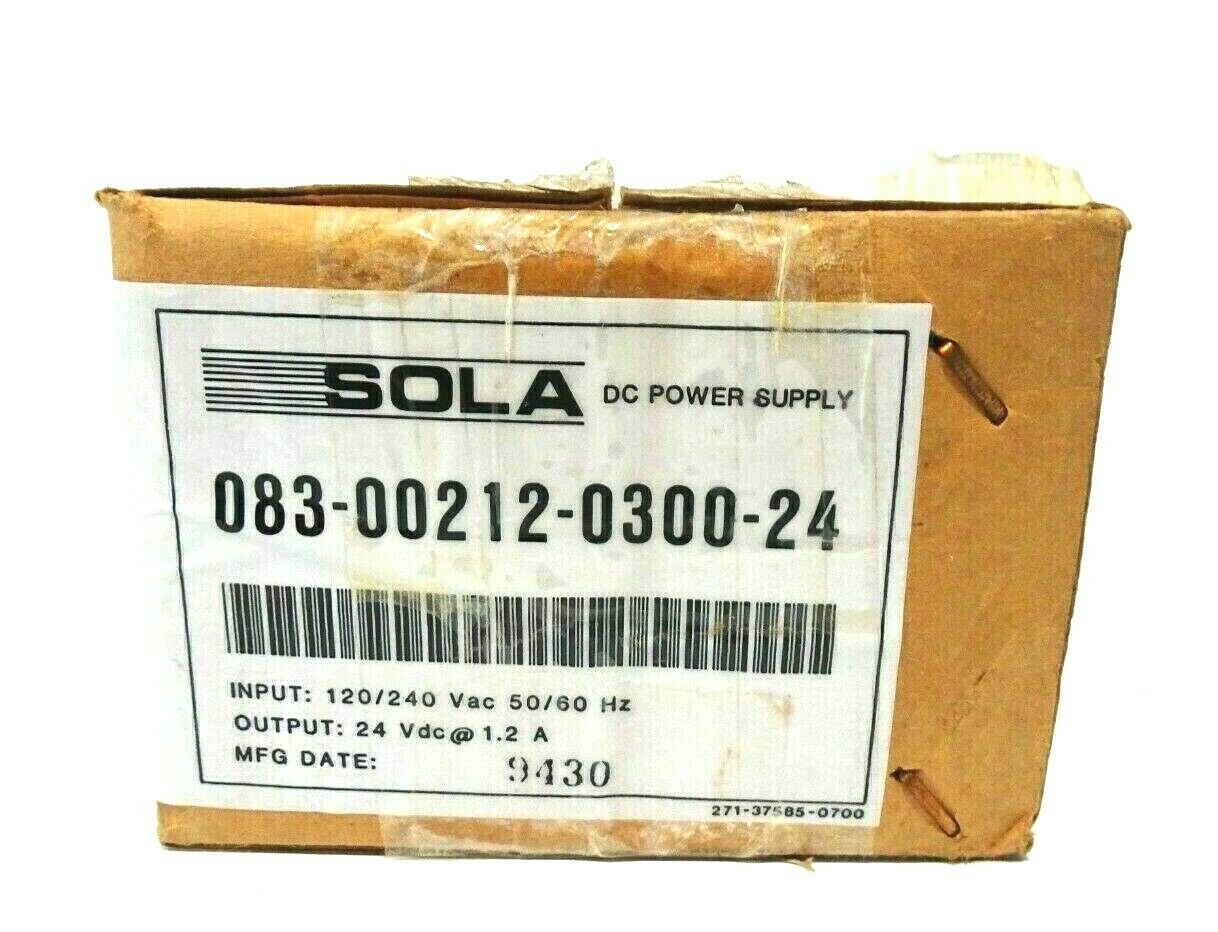 SOLA DC POWER SUPPLY
083-00212-0300-24
INPUT: 120/240 Vac 50/60 Hz
OUTPUT: 24 Vdc @ 1.2 A
MFG DATE: 9430
271-37585-0700